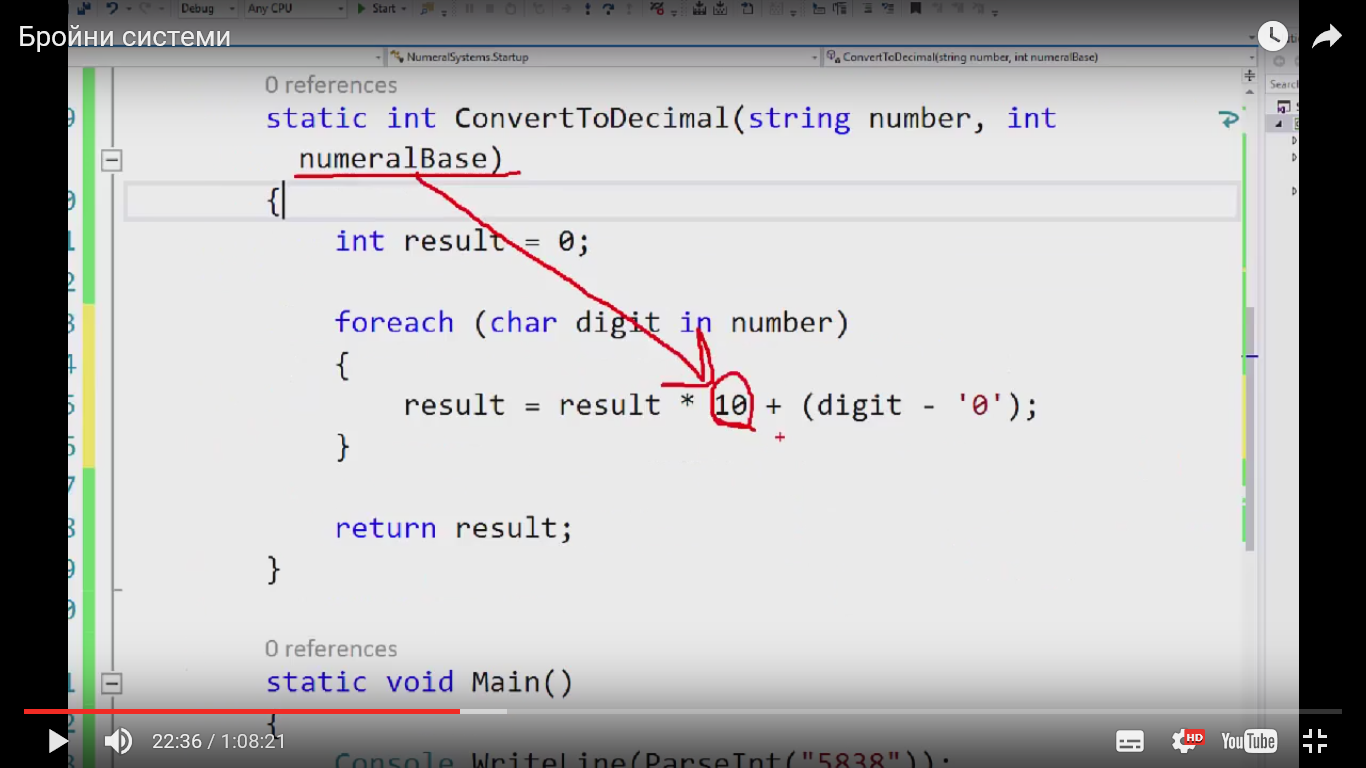 Debug Any CPU Start
Бройни системи
NumeralSystems.Startup ConvertToDecimal(string number, int numeralBase)
0 references
static int ConvertToDecimal(string number, int
numeralBase)
{
int result = 0;
foreach (char digit in number)
{
result = result * 10 + (digit - '0');
}
return result;
}
0 references
static void Main()
{
Console.WriteLine(ParseInt("5838"));
22:36 / 1:08:21 HD YouTube